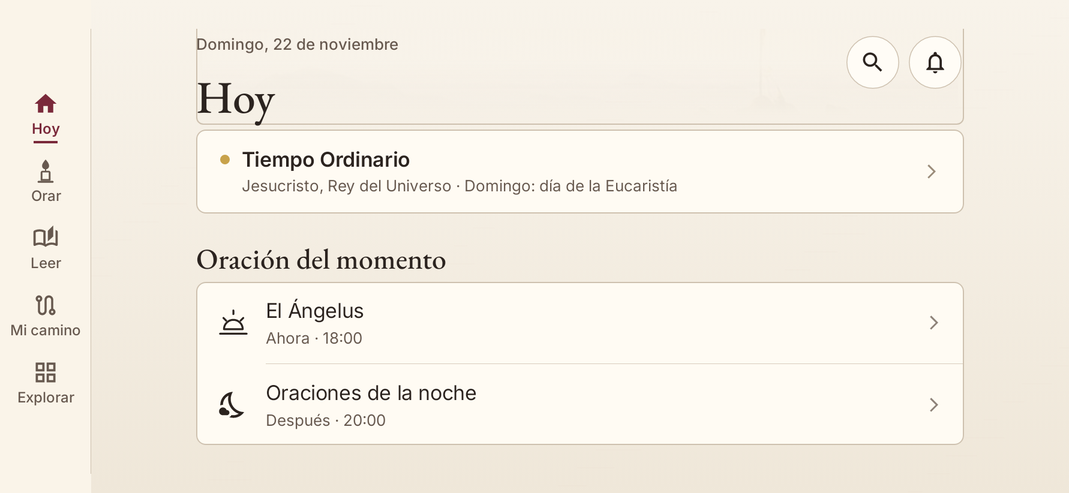 Domingo, 22 de noviembre
Hoy
Hoy
Orar
Leer
Mi camino
Explorar
Tiempo Ordinario
Jesucristo, Rey del Universo · Domingo: día de la Eucaristía
Oración del momento
El Ángelus
Ahora · 18:00
Oraciones de la noche
Después · 20:00